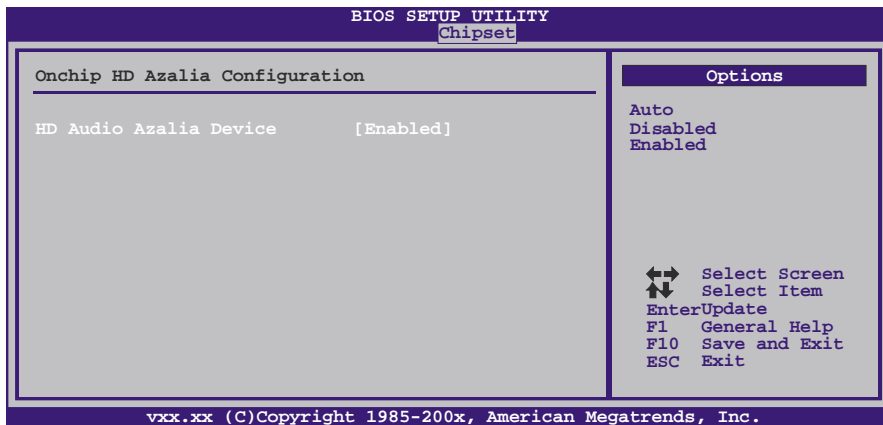 BIOS SETUP UTILITY
Chipset
Onchip HD Azalia Configuration
HD Audio Azalia Device [Enabled]
Options
Auto
Disabled
Enabled
Select Screen
Select Item
EnterUpdate
F1 General Help
F10 Save and Exit
ESC Exit
vxx.xx (C)Copyright 1985-200x, American Megatrends, Inc.